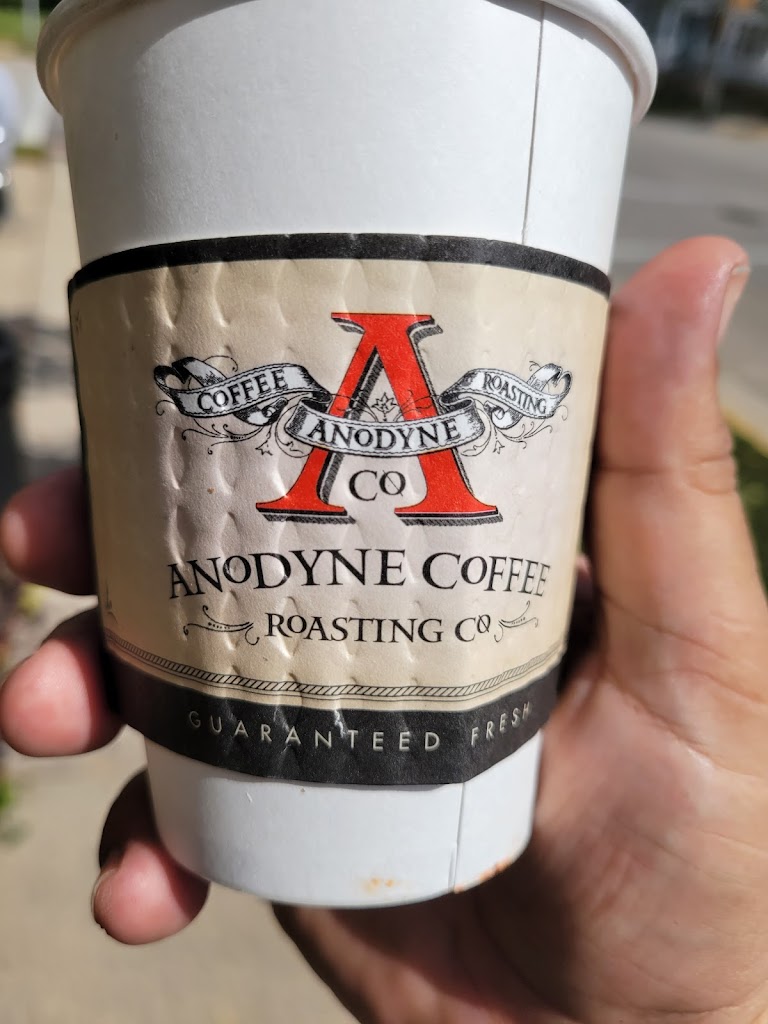 COFFEE ANODYNE ROASTING
CO
ANODYNE COFFEE
ROASTING CO
GUARANTEED FRESH